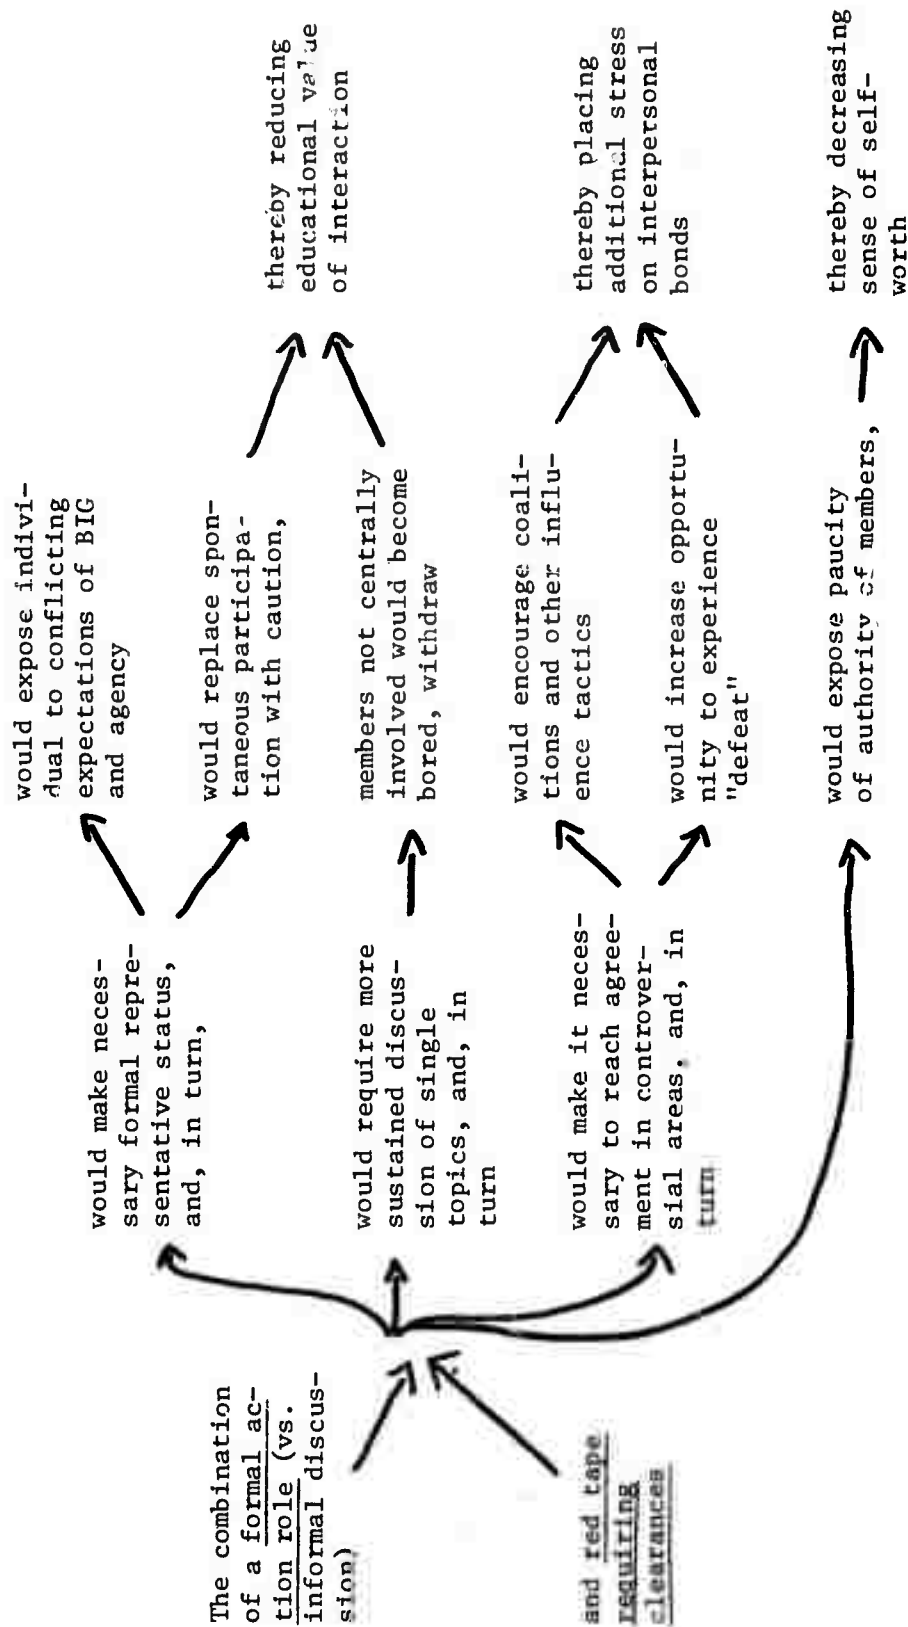 The combination
of a formal ac-
tion role (vs.
informal discus-
sion)
and red tape
requiring
clearances
would make neces-
sary formal repre-
sentative status,
and, in turn,
would require more
sustained discus-
sion of single
topics, and, in
turn
would make it neces-
sary to reach agree-
ment in controver-
sial areas, and, in
turn
would expose indivi-
dual to conflicting
expectations of BIG
and agency
would replace spon-
taneous participa-
tion with caution,
members not centrally
involved would become
bored, withdraw
would encourage coali-
tions and other influ-
ence tactics
would increase opportu-
nity to experience
"defeat"
would expose paucity
of authority of members,
thereby reducing
educational value
of interaction
thereby placing
additional stress
on interpersonal
bonds
thereby decreasing
sense of self-
worth